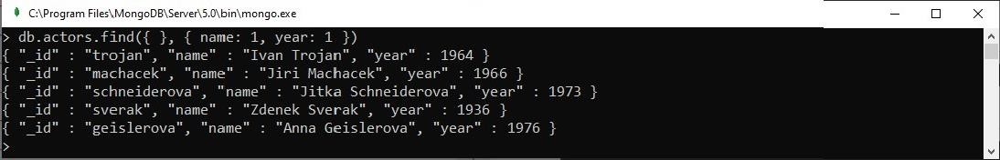 C:\Program Files\MongoDB\Server\5.0\bin\mongo.exe
> db.actors.find({ }, { name: 1, year: 1 })
{ "_id" : "trojan", "name" : "Ivan Trojan", "year" : 1964 }
{ "_id" : "machacek", "name" : "Jiri Machacek", "year" : 1966 }
{ "_id" : "schneiderova", "name" : "Jitka Schneiderova", "year" : 1973 }
{ "_id" : "sverak", "name" : "Zdenek Sverak", "year" : 1936 }
{ "_id" : "geislerova", "name" : "Anna Geislerova", "year" : 1976 }
>